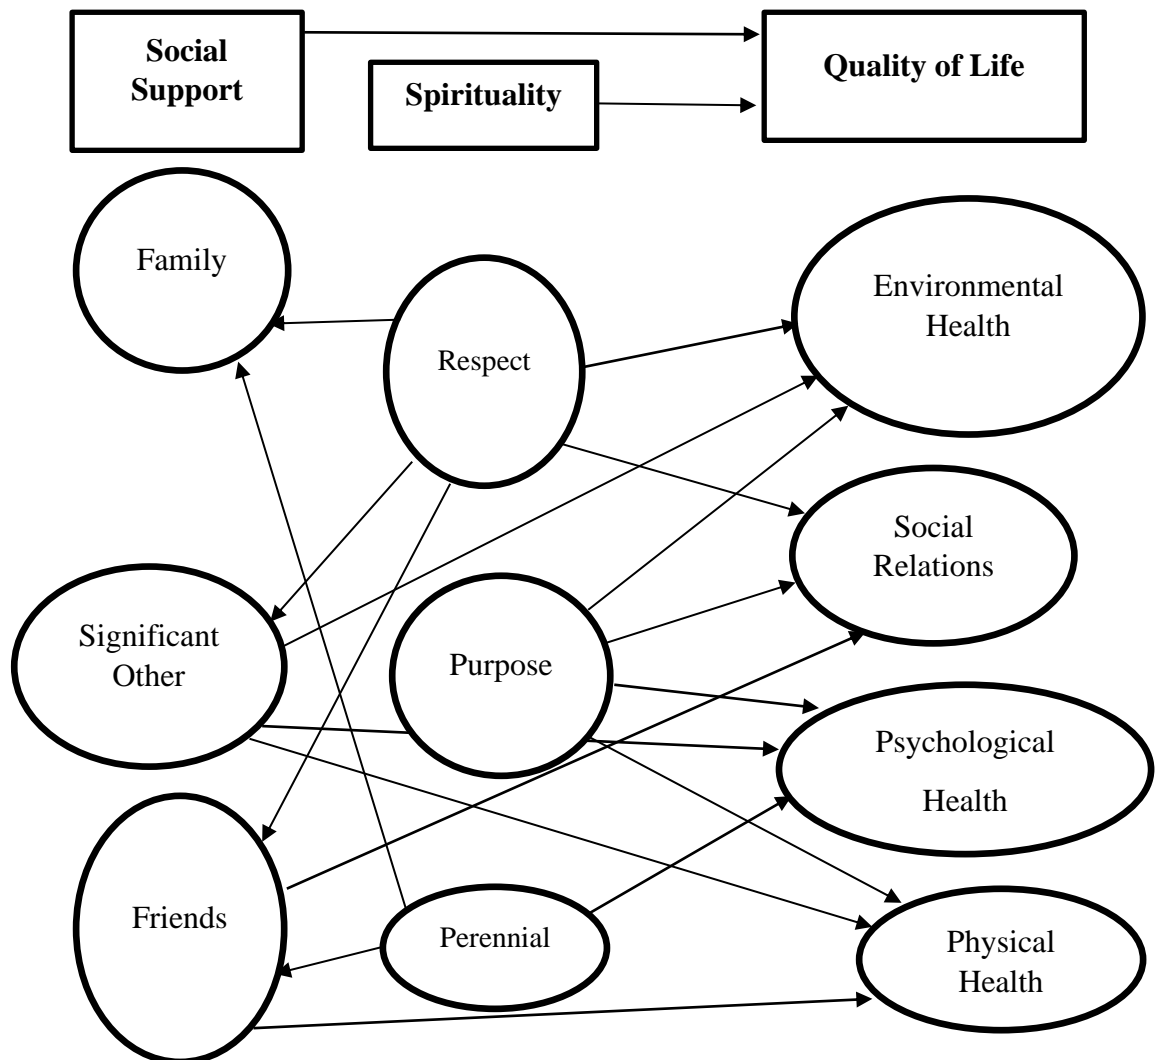 Social
Support
Spirituality
Quality of Life
Family
Respect
Environmental
Health
Social
Relations
Significant
Other
Purpose
Psychological
Health
Friends
Perennial
Physical
Health